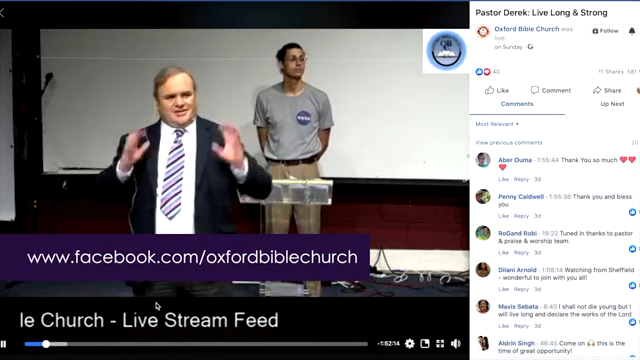 Pastor Derek: Live Long & Strong
Oxford Bible Church was
live
on Sunday
Follow
40
11 Shares 581
Like Comment Share
Comments Up Next
Most Relevant
View previous comments 20
Aber Ouma 1:55:44 Thank You so much
Like Reply 3d
Penny Caldwell 1:55:36 Thank you and bless
you
Like Reply 3d
RoGand Robi 19:22 Tuned in thanks to pastor
& praise & worship team.
Like Reply 3d
Dilani Arnold 1:08:14 Watching from Sheffield -
wonderful to join with you all!
Like Reply 3d
Mavis Sebata 8:40 I shall not die young but I
will live long and declare the works of the Lord
Like Reply 3d
Aldrin Singh 46:45 Come on this is the
time of great opportunity!
Like Reply 3d
NASA
www.facebook.com/oxfordbiblechurch
le Church - Live Stream Feed
-1:52:14